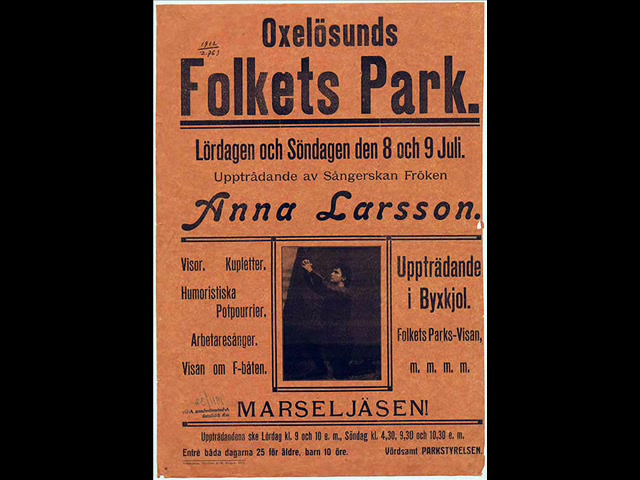 Oxelösunds
1912
2.763
Folkets Park.
Lördagen och Söndagen den 8 och 9 Juli.
Uppträdande av Sångerskan Fröken
Anna Larsson.
Visor. Kupletter.
Humoristiska
Potpourrier.
Arbetaresånger.
Visan om F-båten.
Uppträdande
i Byxkjol.
Folkets Parks-Visan,
m. m. m. m.
MARSELJÄSEN!
Uppträdandena ske Lördag kl. 9 och 10 e. m., Söndag kl. 4,30, 9,30 och 10,30 e. m.
Entré båda dagarna 25 för äldre, barn 10 öre.
Vördsamt PARKSTYRELSEN.